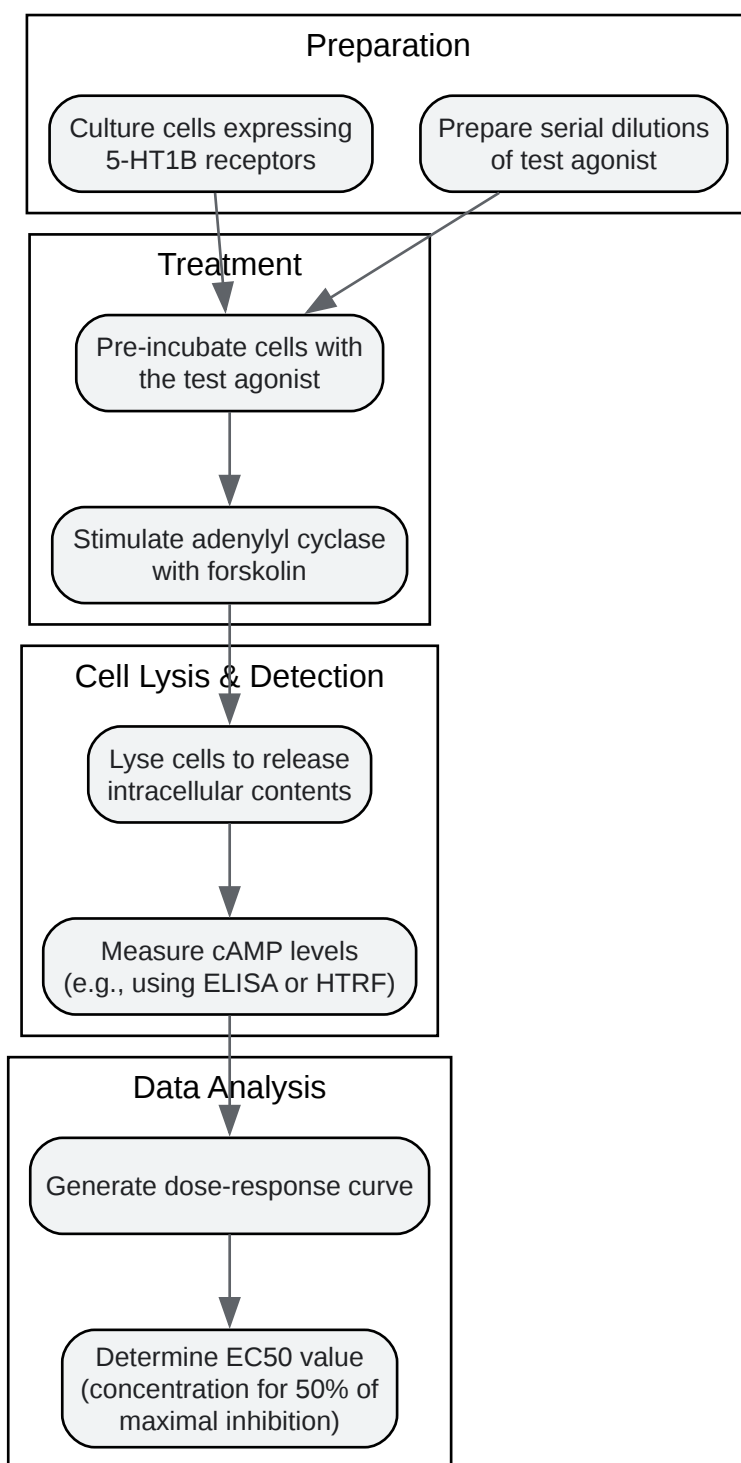 Preparation
Culture cells expressing
5-HT1B receptors
Prepare serial dilutions
of test agonist
Treatment
Pre-incubate cells with
the test agonist
Stimulate adenylyl cyclase
with forskolin
Cell Lysis & Detection
Lyse cells to release
intracellular contents
Measure cAMP levels
(e.g., using ELISA or HTRF)
Data Analysis
Generate dose-response curve
Determine EC50 value
(concentration for 50% of
maximal inhibition)